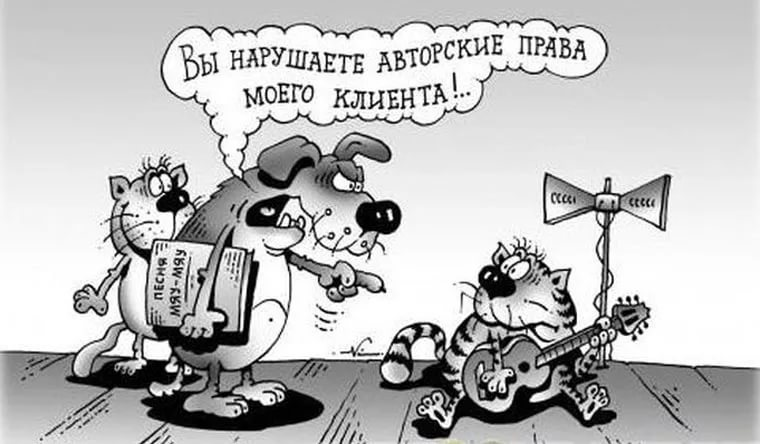 Вы нарушаете авторские права
моего клиента!..
песня
мяу-мяу